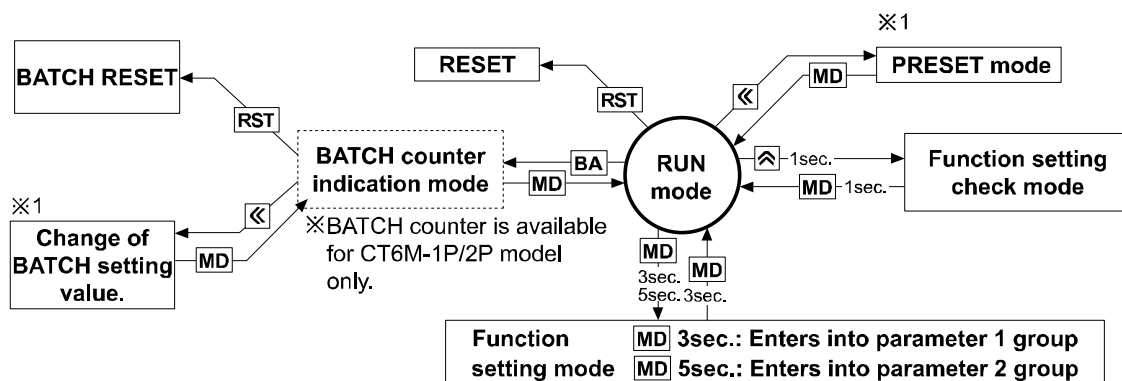 ※1
BATCH RESET
RESET
PRESET mode
«
MD
RST
RST
BATCH counter
indication mode
BA
MD
RUN
mode
« 1sec.
MD 1sec.
Function setting
check mode
※1
«
Change of
BATCH setting
value.
MD
※BATCH counter is available
for CT6M-1P/2P model
only.
MD
3sec.
5sec.
MD
3sec.
Function
setting mode
MD 3sec.: Enters into parameter 1 group
MD 5sec.: Enters into parameter 2 group